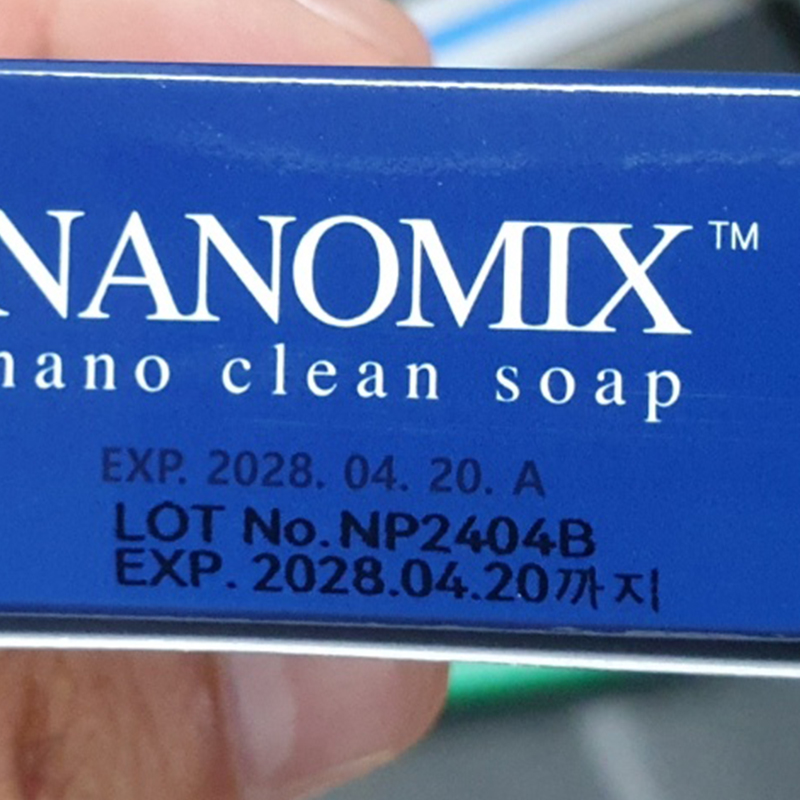 NANOMIX™
nano clean soap
EXP. 2028. 04. 20. A
LOT No.NP2404B
EXP. 2028.04.20까지